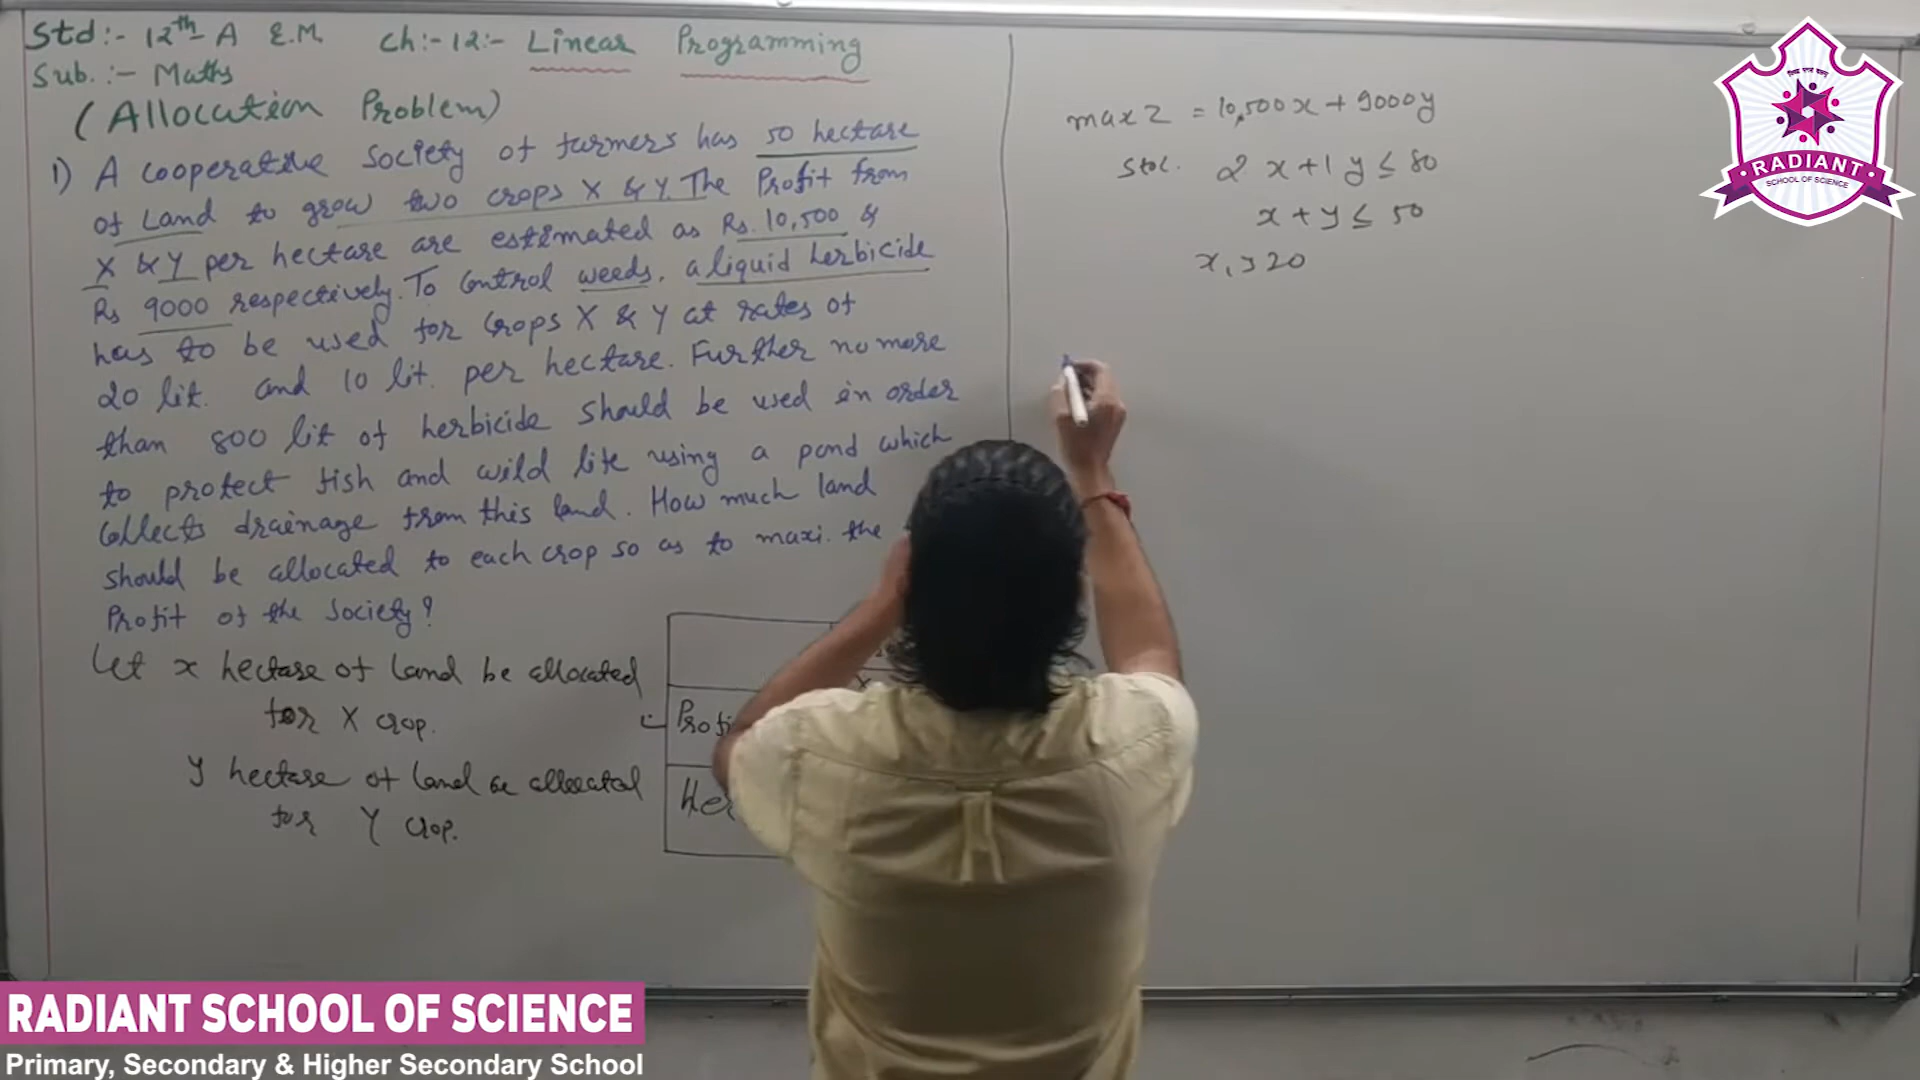 Std:- 12th-A E.M. Ch:-12:- Linear Programming
Sub.:- Maths
(Allocation Problem)
1) A cooperative society of farmers has 50 hectare
of Land to grow two crops X & Y. The Profit from
X & Y per hectare are estimated as Rs. 10,500 &
Rs 9000 respectively. To Control weeds, a liquid herbicide
has to be used for Crops X & Y at rates of
20 lit. and 10 lit. per hectare. Further no more
than 800 lit of herbicide should be used in order
to protect fish and wild life using a pond which
Collects drainage from this land. How much land
should be allocated to each crop so as to maxi. the
Profit of the Society?
Let x hectare of Land be allocated
for X crop.
y hectare of Land be allocated
for Y crop.
X
Profi
Her
max Z = 10,500x + 9000y
2 x + 1 y ≤ 80
x + y ≤ 50
x, y ≥ 0
RADIANT
SCHOOL OF SCIENCE
RADIANT SCHOOL OF SCIENCE
Primary, Secondary & Higher Secondary School